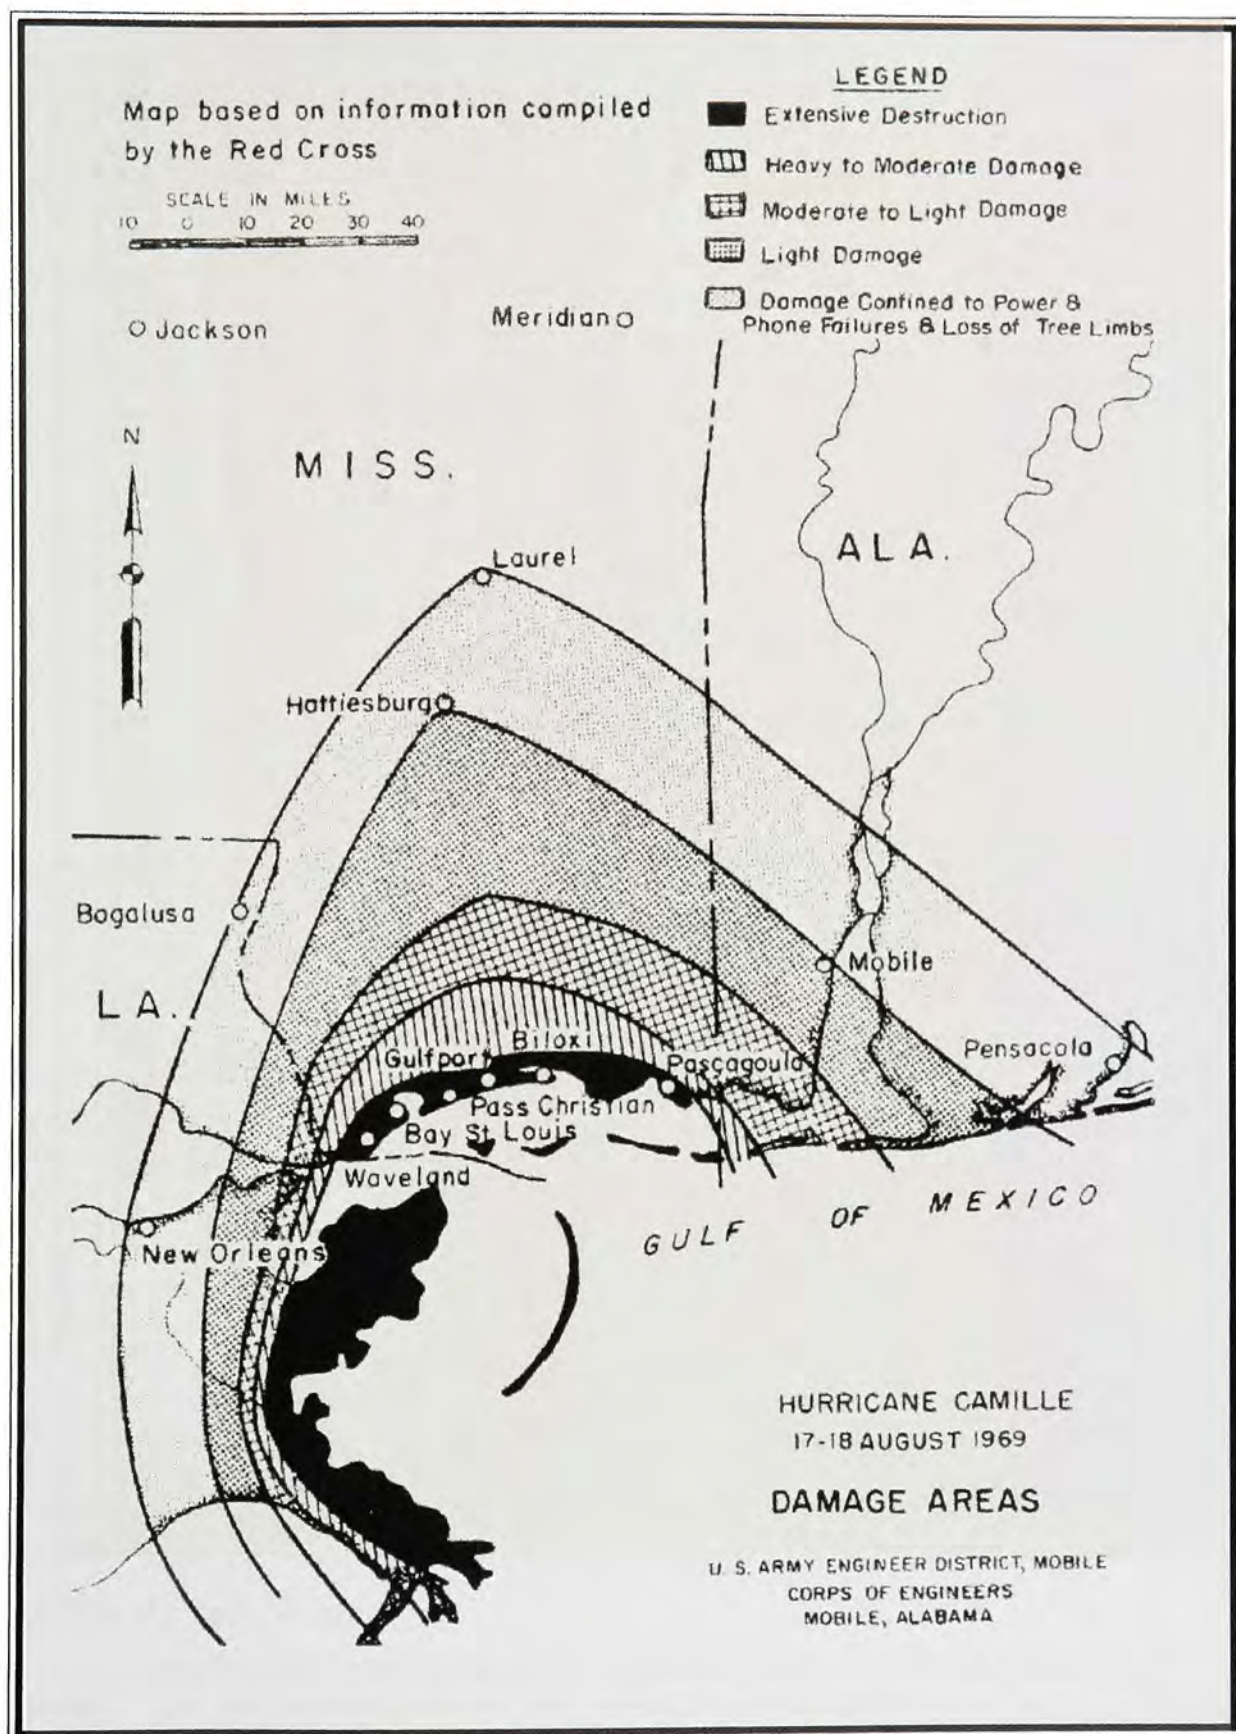 Map based on information compiled
by the Red Cross
SCALE IN MILES
10 0 10 20 30 40
LEGEND
Extensive Destruction
Heavy to Moderate Damage
Moderate to Light Damage
Light Damage
Damage Confined to Power &
Phone Failures & Loss of Tree Limbs
Jackson
Meridian
N
MISS.
ALA.
Laurel
Hattiesburg
Bogalusa
LA.
Mobile
Biloxi
Gulfport
Pascagoula
Pensacola
Pass Christian
Bay St Louis
Waveland
New Orleans
GULF OF MEXICO
HURRICANE CAMILLE
17-18 AUGUST 1969
DAMAGE AREAS
U. S. ARMY ENGINEER DISTRICT, MOBILE
CORPS OF ENGINEERS
MOBILE, ALABAMA